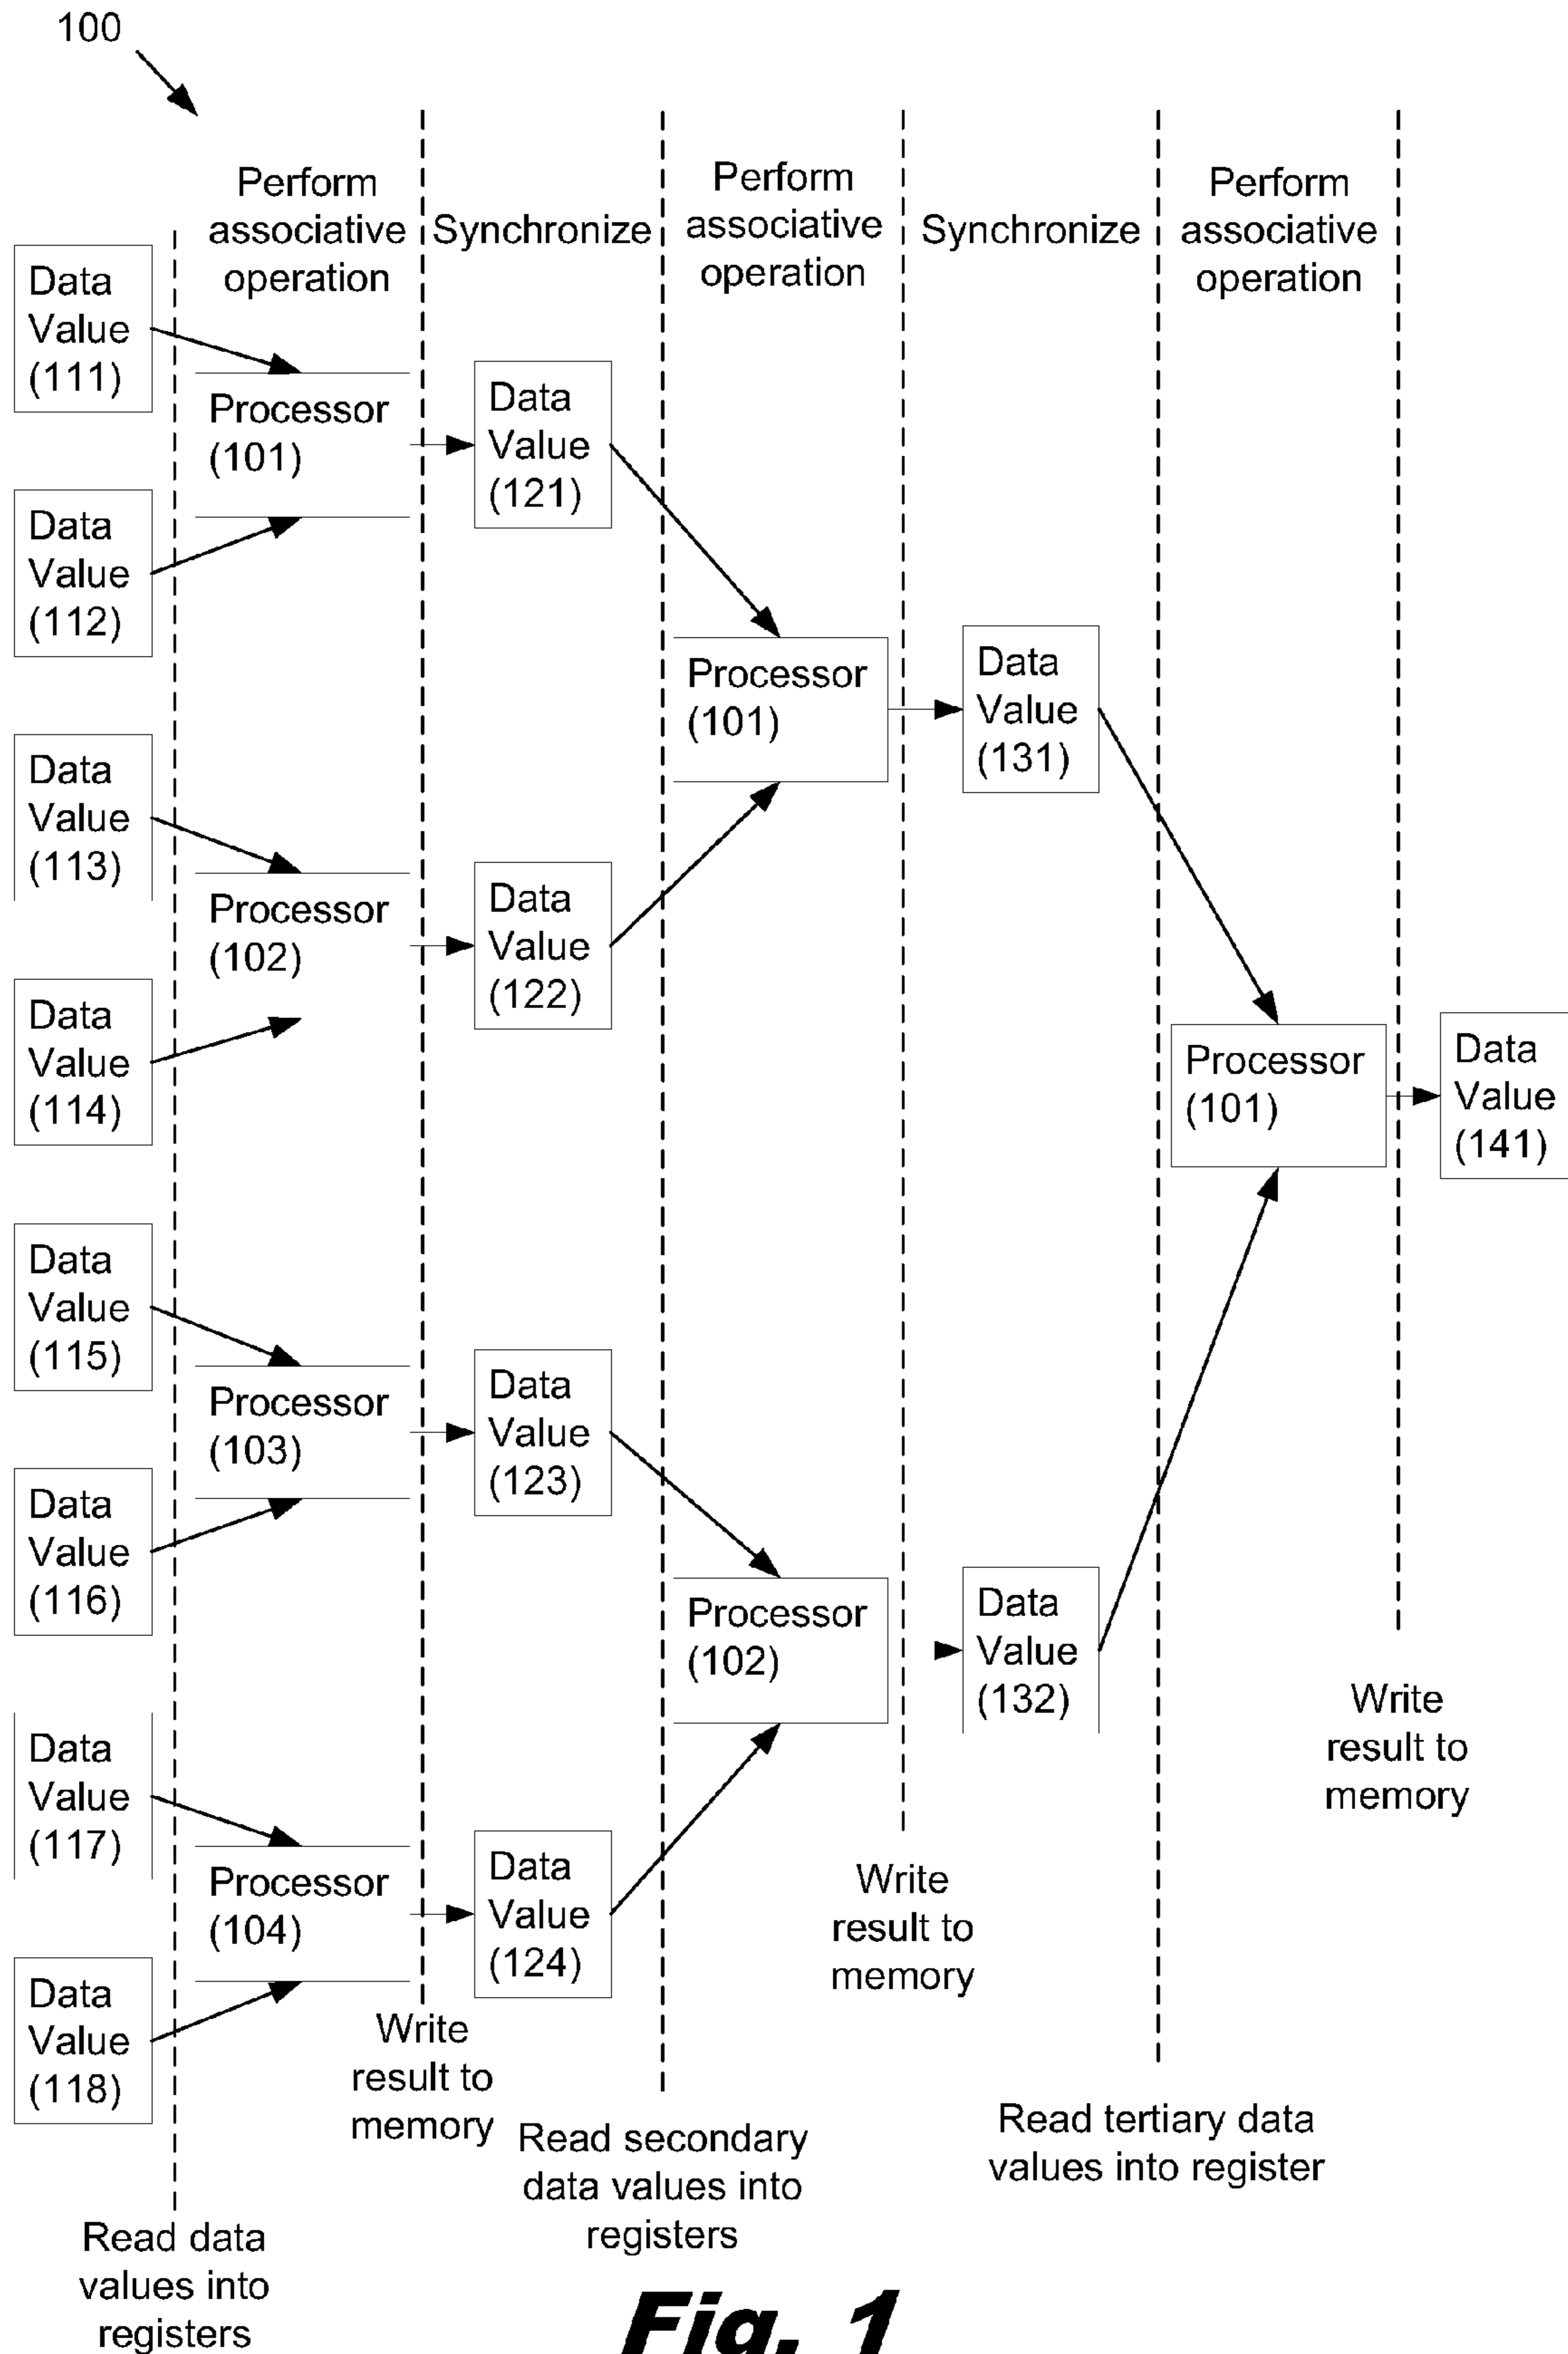 100
Perform
associative
operation
Synchronize
Perform
associative
operation
Synchronize
Perform
associative
operation
Data
Value
(111)
Data
Value
(112)
Data
Value
(113)
Data
Value
(114)
Data
Value
(115)
Data
Value
(116)
Data
Value
(117)
Data
Value
(118)
Processor
(101)
Processor
(102)
Processor
(103)
Processor
(104)
Data
Value
(121)
Data
Value
(122)
Data
Value
(123)
Data
Value
(124)
Processor
(101)
Processor
(102)
Data
Value
(131)
Data
Value
(132)
Processor
(101)
Data
Value
(141)
Read data
values into
registers
Write
result to
memory
Read secondary
data values into
registers
Write
result to
memory
Read tertiary data
values into register
Write
result to
memory
Fig. 1